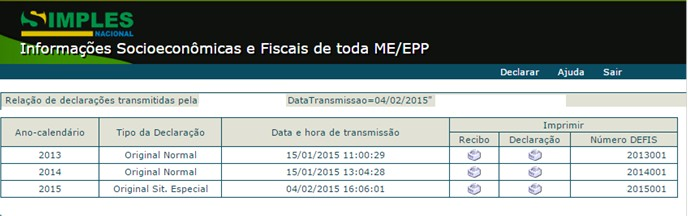 SIMPLES
NACIONAL
Informações Socioeconômicas e Fiscais de toda ME/EPP
Declarar Ajuda Sair
Relação de declarações transmitidas pela DataTransmissao=04/02/2015"
Ano-calendário Tipo da Declaração Data e hora de transmissão Imprimir
Recibo Declaração Número DEFIS
2013 Original Normal 15/01/2015 11:00:29 2013001
2014 Original Normal 15/01/2015 13:04:28 2014001
2015 Original Sit. Especial 04/02/2015 16:06:01 2015001